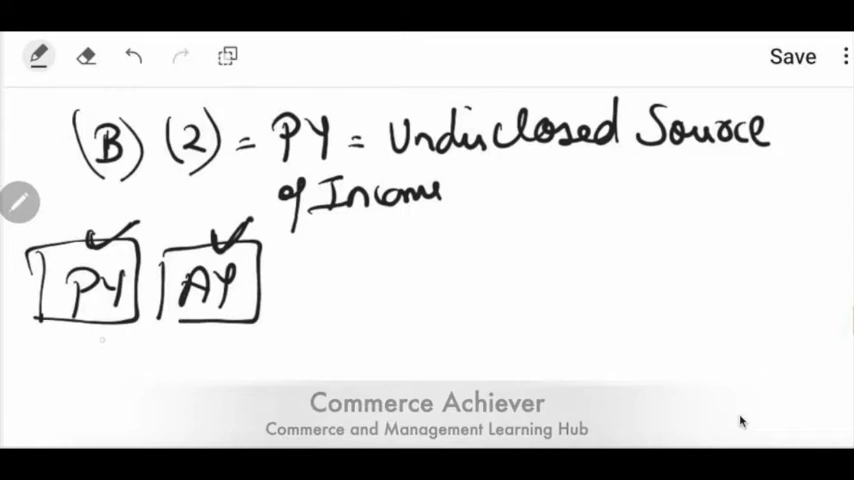 Save
(B) (2) = PY = Undisclosed Source
of Income
PY AY
Commerce Achiever
Commerce and Management Learning Hub